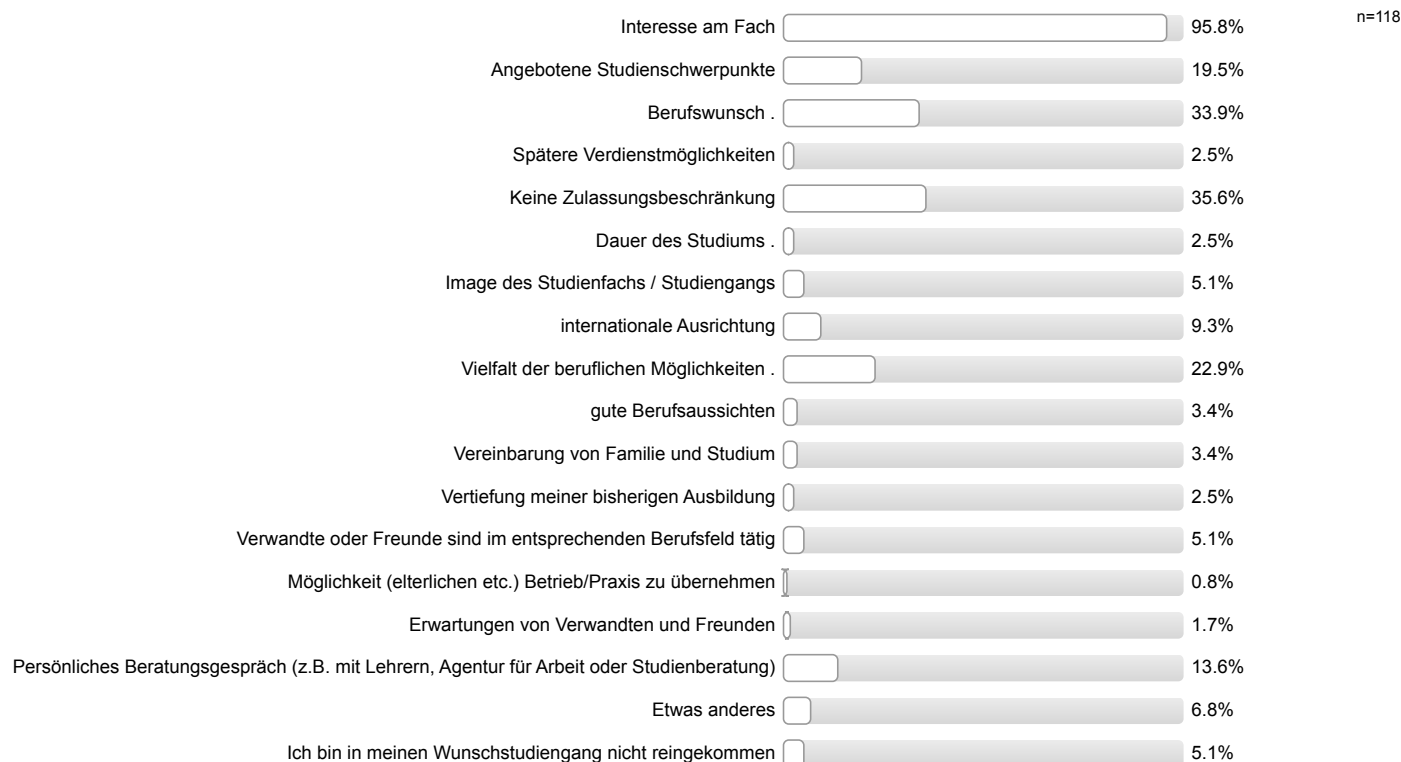 n=118
Interesse am Fach 95.8%
Angebotene Studienschwerpunkte 19.5%
Berufswunsch . 33.9%
Spätere Verdienstmöglichkeiten 2.5%
Keine Zulassungsbeschränkung 35.6%
Dauer des Studiums . 2.5%
Image des Studienfachs / Studiengangs 5.1%
internationale Ausrichtung 9.3%
Vielfalt der beruflichen Möglichkeiten . 22.9%
gute Berufsaussichten 3.4%
Vereinbarung von Familie und Studium 3.4%
Vertiefung meiner bisherigen Ausbildung 2.5%
Verwandte oder Freunde sind im entsprechenden Berufsfeld tätig 5.1%
Möglichkeit (elterlichen etc.) Betrieb/Praxis zu übernehmen 0.8%
Erwartungen von Verwandten und Freunden 1.7%
Persönliches Beratungsgespräch (z.B. mit Lehrern, Agentur für Arbeit oder Studienberatung) 13.6%
Etwas anderes 6.8%
Ich bin in meinen Wunschstudiengang nicht reingekommen 5.1%